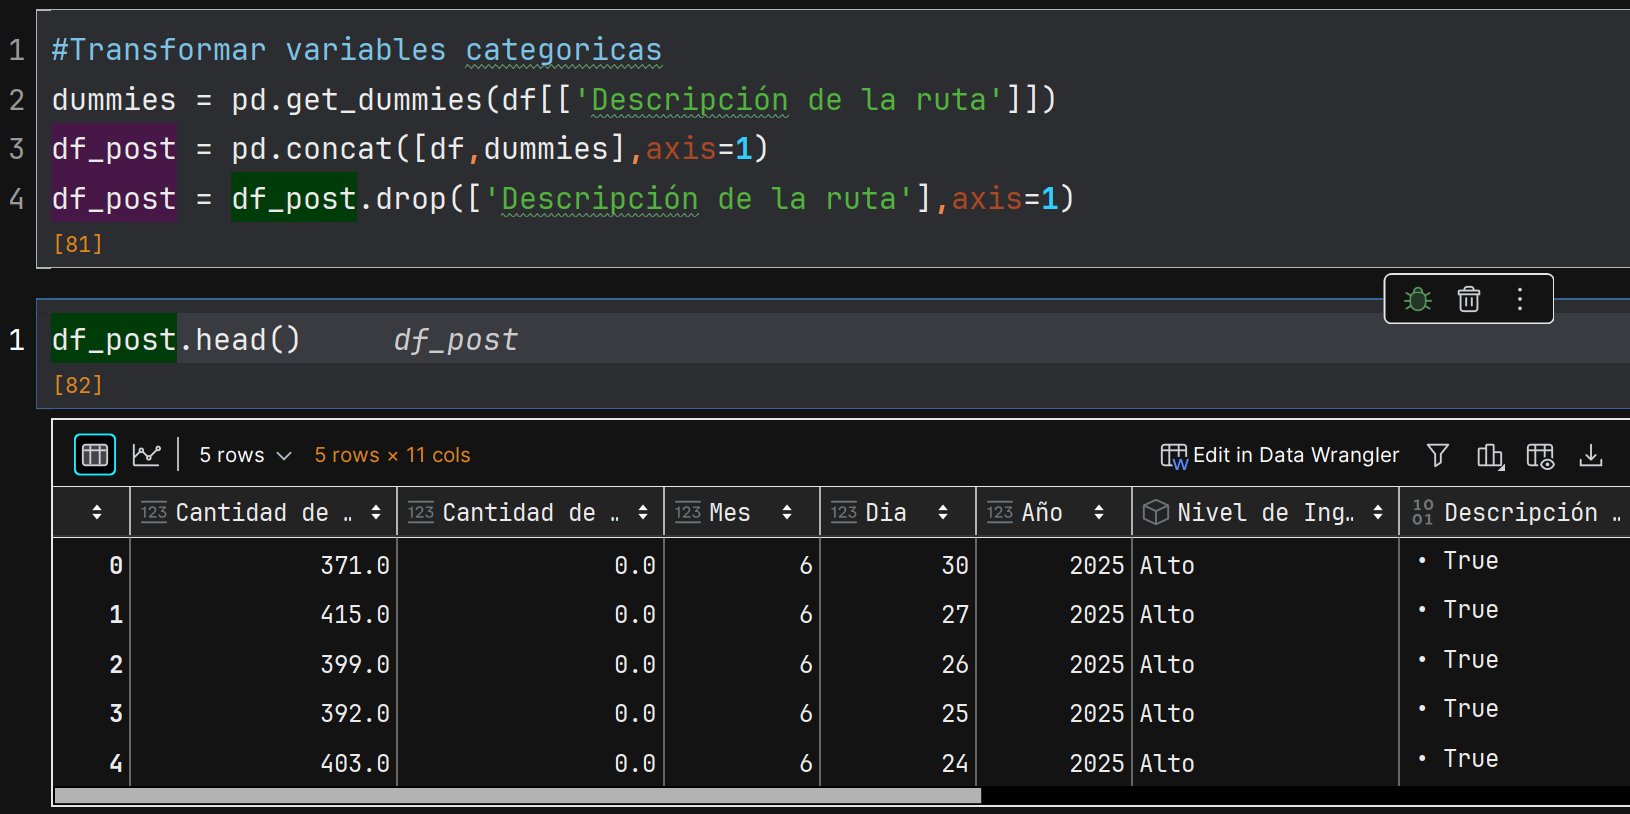 1 #Transformar variables categoricas
2 dummies = pd.get_dummies(df[['Descripción de la ruta']])
3 df_post = pd.concat([df,dummies],axis=1)
4 df_post = df_post.drop(['Descripción de la ruta'],axis=1)
[81]
1 df_post.head() df_post
[82]
5 rows 5 rows × 11 cols Edit in Data Wrangler
123 Cantidad de .. 123 Cantidad de .. 123 Mes 123 Dia 123 Año Nivel de Ing.. 10 01 Descripción ..
0 371.0 0.0 6 30 2025 Alto • True
1 415.0 0.0 6 27 2025 Alto • True
2 399.0 0.0 6 26 2025 Alto • True
3 392.0 0.0 6 25 2025 Alto • True
4 403.0 0.0 6 24 2025 Alto • True